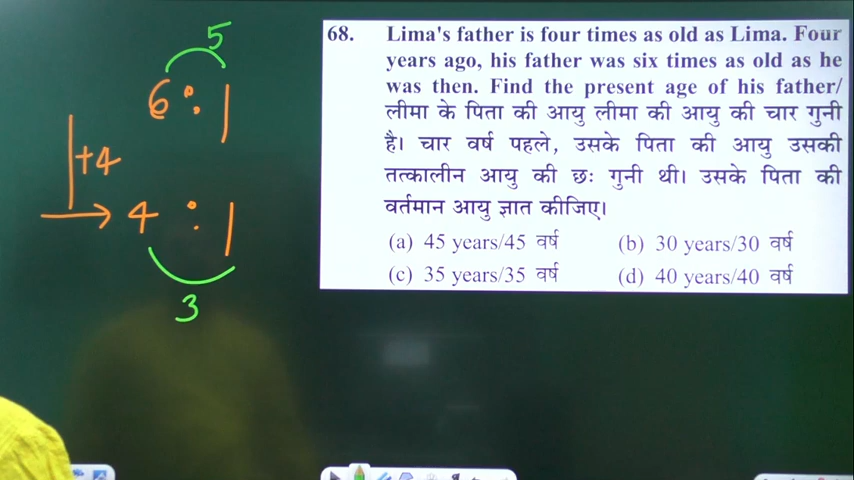 5
6 : 1
+4
4 : 1
3
68. Lima's father is four times as old as Lima. Four
years ago, his father was six times as old as he
was then. Find the present age of his father/
लीमा के पिता की आयु लीमा की आयु की चार गुनी
है। चार वर्ष पहले, उसके पिता की आयु उसकी
तत्कालीन आयु की छः गुनी थी। उसके पिता की
वर्तमान आयु ज्ञात कीजिए।
(a) 45 years/45 वर्ष (b) 30 years/30 वर्ष
(c) 35 years/35 वर्ष (d) 40 years/40 वर्ष